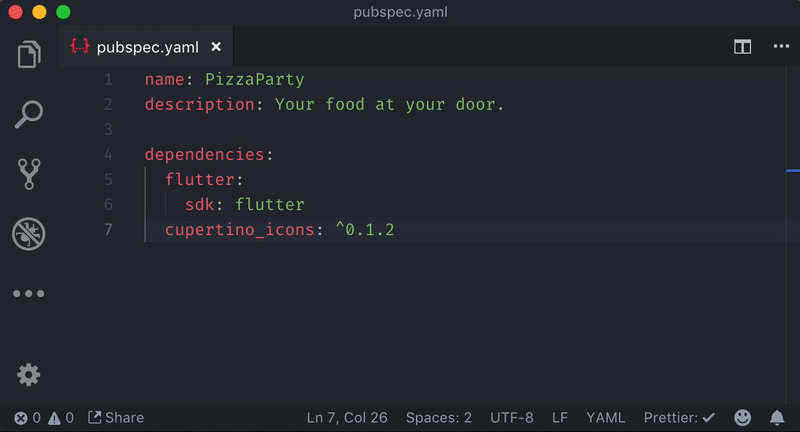 pubspec.yaml
{..} pubspec.yaml ×
1 name: PizzaParty
2 description: Your food at your door.
3
4 dependencies:
5   flutter:
6     sdk: flutter
7   cupertino_icons: ^0.1.2
0 0 Share Ln 7, Col 26 Spaces: 2 UTF-8 LF YAML Prettier: ✓